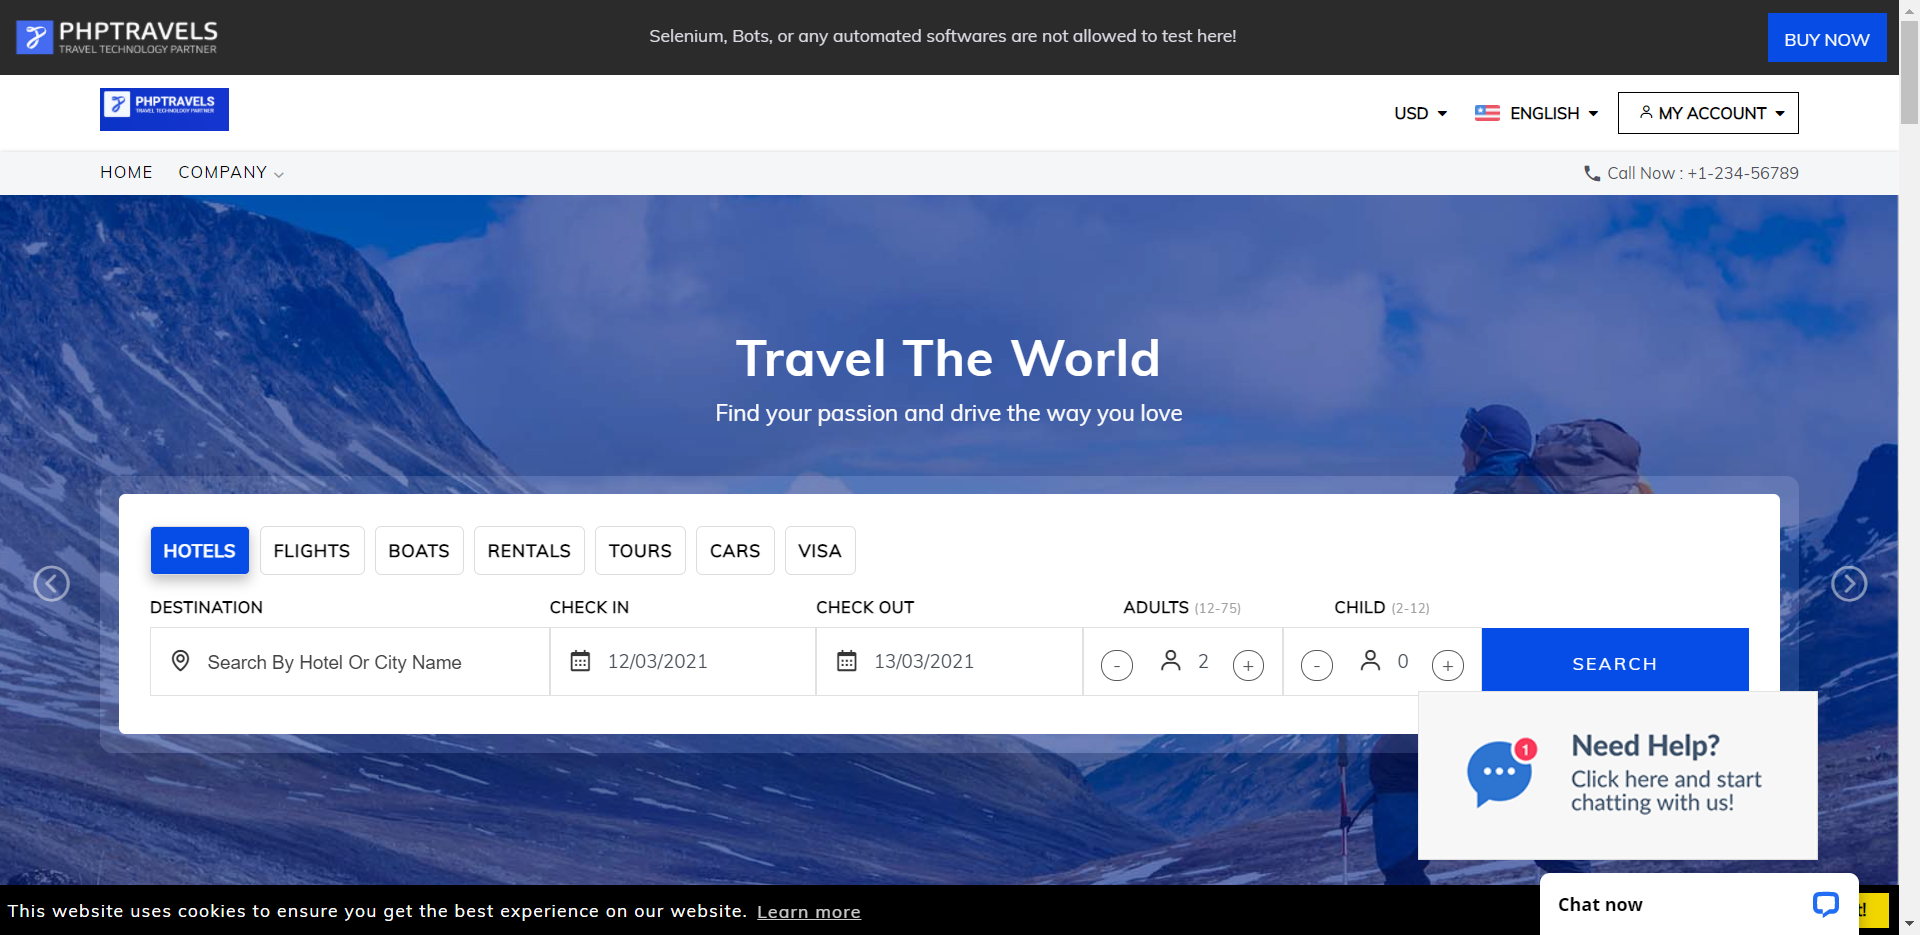 PHPTRAVELS
TRAVEL TECHNOLOGY PARTNER
Selenium, Bots, or any automated softwares are not allowed to test here!
BUY NOW
PHPTRAVELS
TRAVEL TECHNOLOGY PARTNER
USD
ENGLISH
MY ACCOUNT
HOME
COMPANY
Call Now : +1-234-56789
Travel The World
Find your passion and drive the way you love
HOTELS
FLIGHTS
BOATS
RENTALS
TOURS
CARS
VISA
DESTINATION
CHECK IN
CHECK OUT
ADULTS (12-75)
CHILD (2-12)
Search By Hotel Or City Name
12/03/2021
13/03/2021
- 2 +
- 0 +
SEARCH
1
Need Help?
Click here and start
chatting with us!
This website uses cookies to ensure you get the best experience on our website. Learn more
Chat now